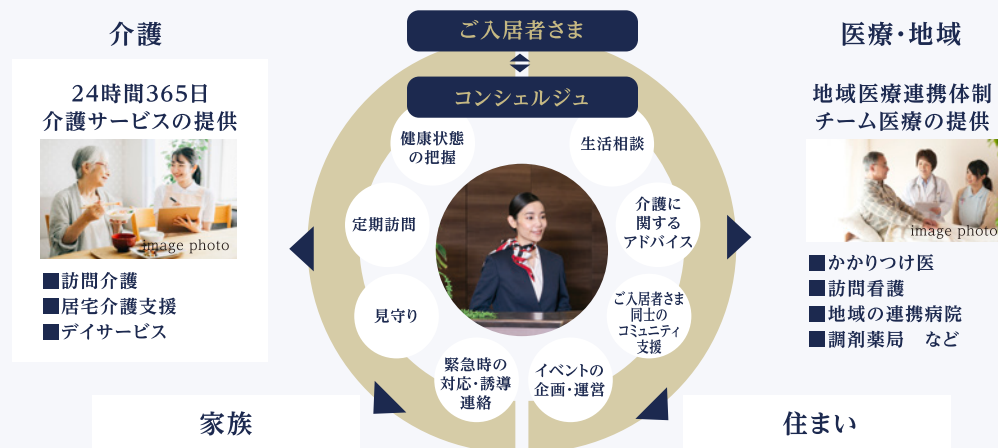 介護
24時間365日
介護サービスの提供
image photo
■訪問介護
■居宅介護支援
■デイサービス
ご入居者さま
コンシェルジュ
健康状態
の把握
定期訪問
見守り
緊急時の
対応・誘導
連絡
生活相談
介護に
関する
アドバイス
ご入居者さま
同士の
コミュニティ
支援
イベントの
企画・運営
医療・地域
地域医療連携体制
チーム医療の提供
image photo
■かかりつけ医
■訪問看護
■地域の連携病院
■調剤薬局　など
家族
住まい